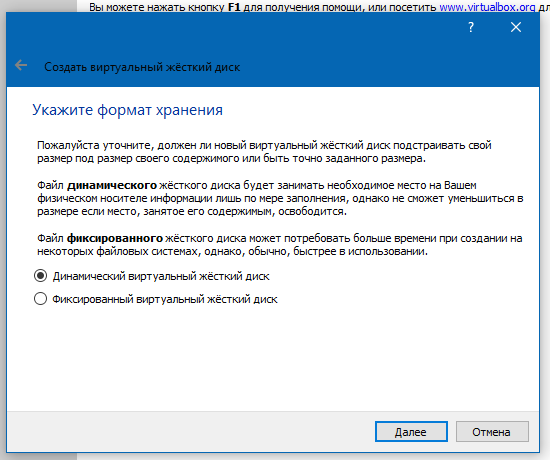 Вы можете нажать кнопку F1 для получения помощи, или посетить www.virtualbox.org дл
?
Создать виртуальный жёсткий диск
Укажите формат хранения
Пожалуйста уточните, должен ли новый виртуальный жёсткий диск подстраивать свой
размер под размер своего содержимого или быть точно заданного размера.
Файл динамического жёсткого диска будет занимать необходимое место на Вашем
физическом носителе информации лишь по мере заполнения, однако не сможет уменьшиться в
размере если место, занятое его содержимым, освободится.
Файл фиксированного жёсткого диска может потребовать больше времени при создании на
некоторых файловых системах, однако, обычно, быстрее в использовании.
Динамический виртуальный жёсткий диск
Фиксированный виртуальный жёсткий диск
Далее
Отмена